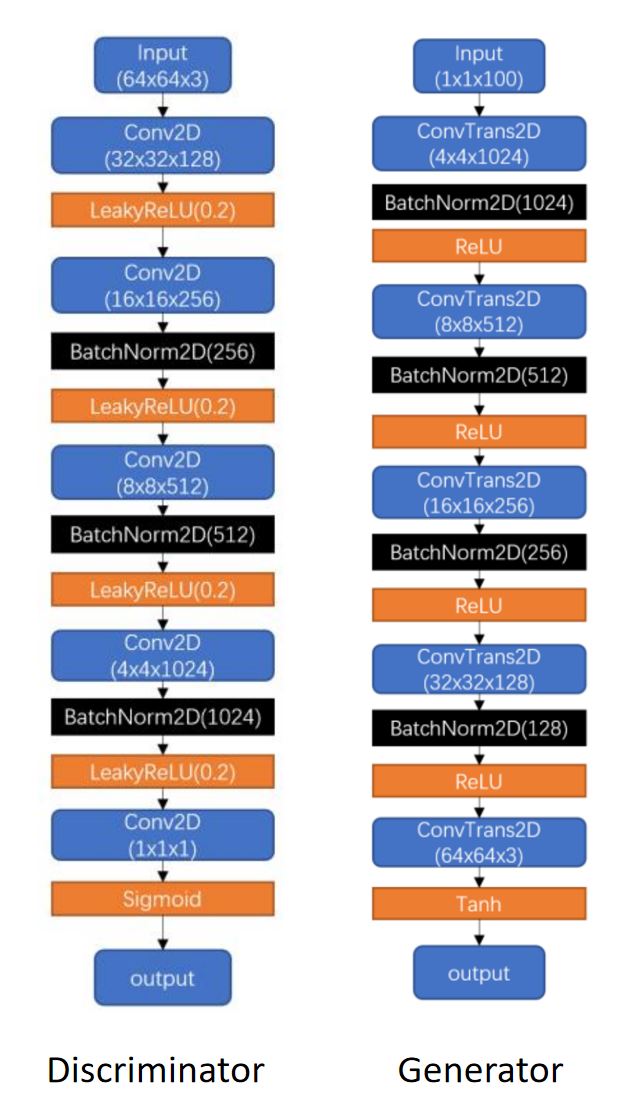 Input
(64x64x3)
Conv2D
(32x32x128)
LeakyReLU(0.2)
Conv2D
(16x16x256)
BatchNorm2D(256)
LeakyReLU(0.2)
Conv2D
(8x8x512)
BatchNorm2D(512)
LeakyReLU(0.2)
Conv2D
(4x4x1024)
BatchNorm2D(1024)
LeakyReLU(0.2)
Conv2D
(1x1x1)
Sigmoid
output
Discriminator
Input
(1x1x100)
ConvTrans2D
(4x4x1024)
BatchNorm2D(1024)
ReLU
ConvTrans2D
(8x8x512)
BatchNorm2D(512)
ReLU
ConvTrans2D
(16x16x256)
BatchNorm2D(256)
ReLU
ConvTrans2D
(32x32x128)
BatchNorm2D(128)
ReLU
ConvTrans2D
(64x64x3)
Tanh
output
Generator